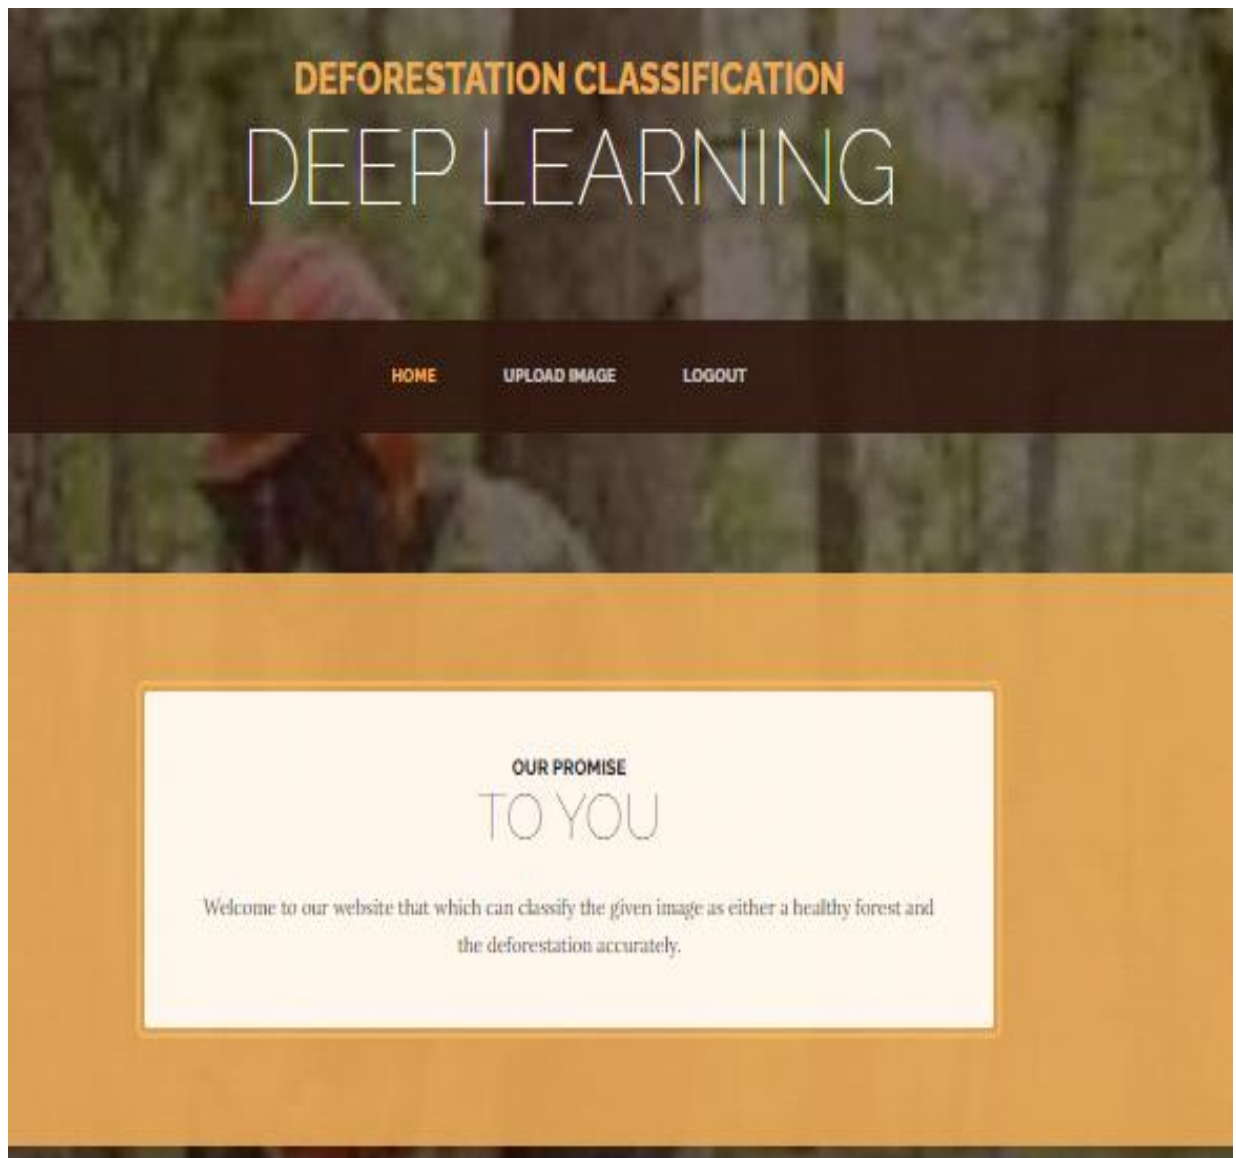 DEFORESTATION CLASSIFICATION
DEEP LEARNING
HOME UPLOAD IMAGE LOGOUT
OUR PROMISE
TO YOU
Welcome to our website that which can classify the given image as either a healthy forest and
the deforestation accurately.